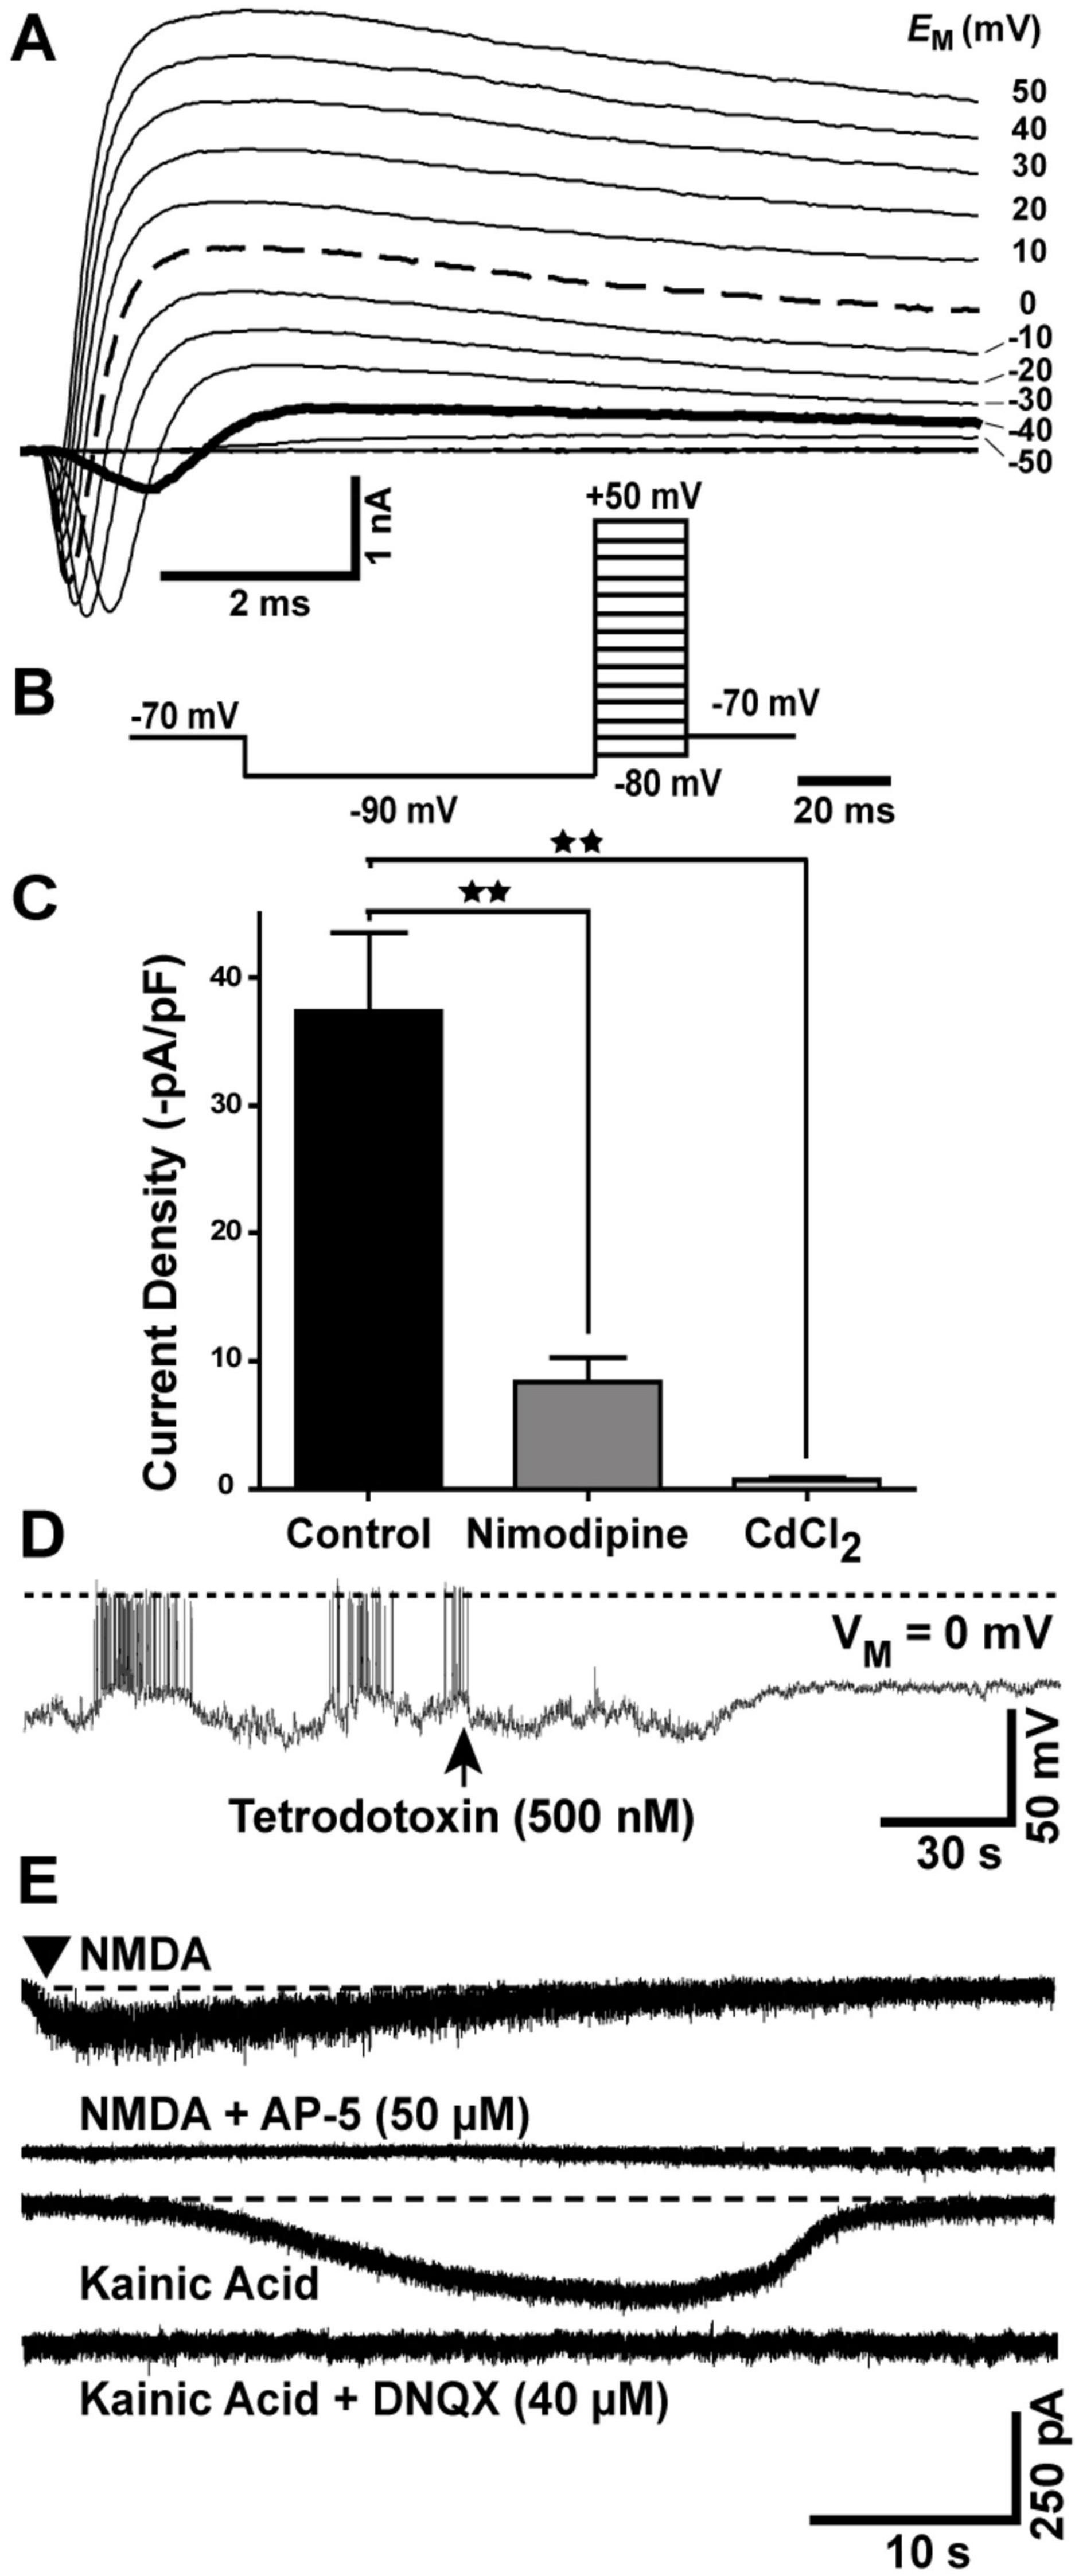 A
EM (mV)
50
40
30
20
10
0
-10
-20
-30
-40
-50
1 nA
2 ms
+50 mV
B
-70 mV
-70 mV
-80 mV
-90 mV
20 ms
★★
C
★★
Current Density (-pA/pF)
40
30
20
10
0
Control Nimodipine CdCl2
D
VM = 0 mV
Tetrodotoxin (500 nM)
50 mV
30 s
E
NMDA
NMDA + AP-5 (50 µM)
Kainic Acid
Kainic Acid + DNQX (40 µM)
250 pA
10 s